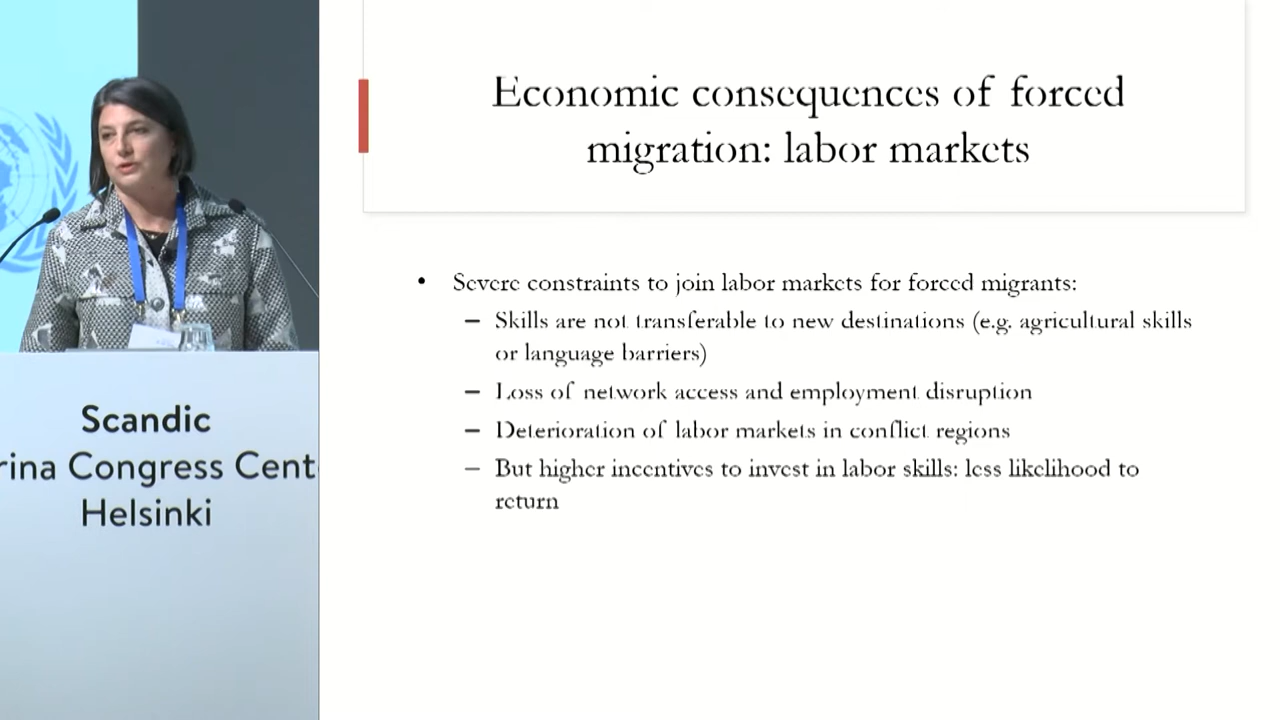 Economic consequences of forced
migration: labor markets
• Severe constraints to join labor markets for forced migrants:
– Skills are not transferable to new destinations (e.g. agricultural skills
or language barriers)
– Loss of network access and employment disruption
– Deterioration of labor markets in conflict regions
– But higher incentives to invest in labor skills: less likelihood to
return
Scandic
rina Congress Cent
Helsinki